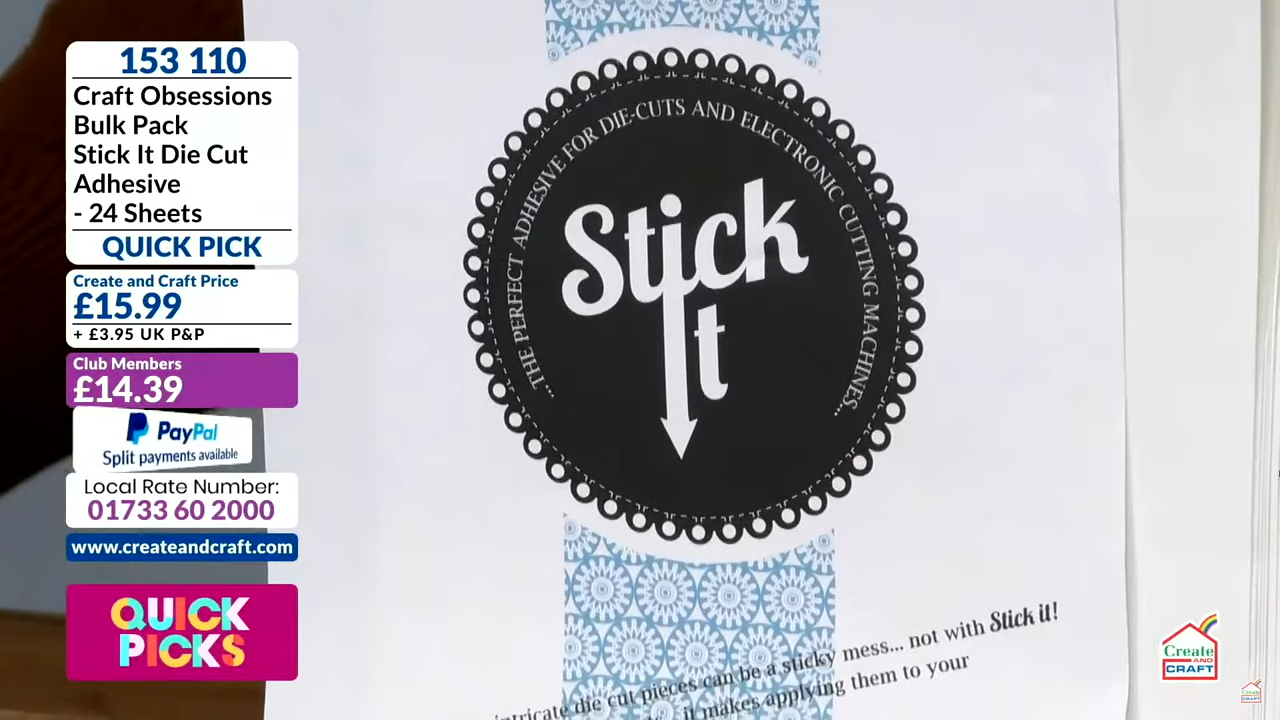 153 110
Craft Obsessions
Bulk Pack
Stick It Die Cut
Adhesive
- 24 Sheets
QUICK PICK
Create and Craft Price
£15.99
+ £3.95 UK P&P
Club Members
£14.39
PayPal
Split payments available
Local Rate Number:
01733 60 2000
www.createandcraft.com
QUICK
PICKS
...THE PERFECT ADHESIVE FOR DIE-CUTS AND ELECTRONIC CUTTING MACHINES...
Stick
it
intricate die cut pieces can be a sticky mess... not with Stick it!
it makes applying them to your
Create
AND
CRAFT